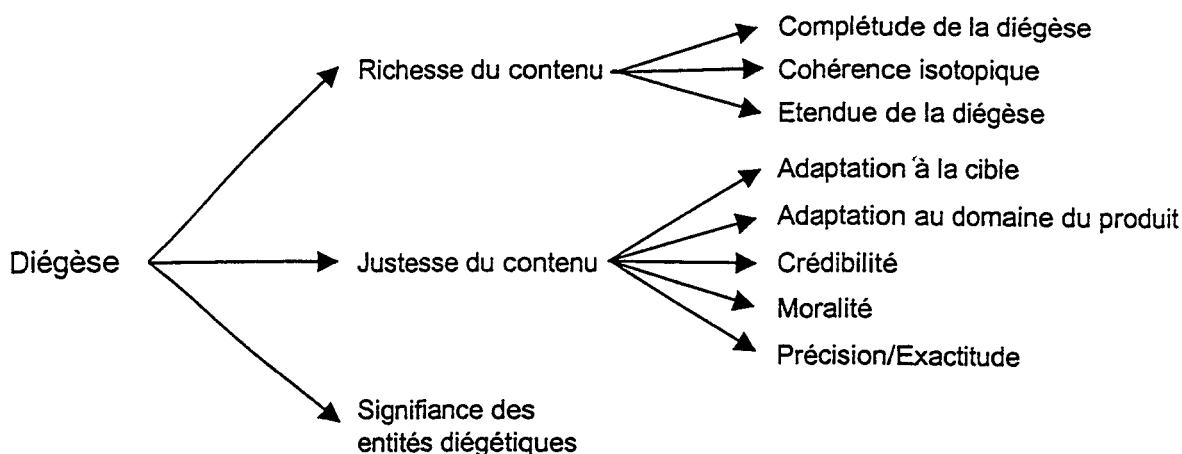 Diégèse
Richesse du contenu
Complétude de la diégèse
Cohérence isotopique
Etendue de la diégèse
Justesse du contenu
Adaptation à la cible
Adaptation au domaine du produit
Crédibilité
Moralité
Précision/Exactitude
Signifiance des
entités diégétiques